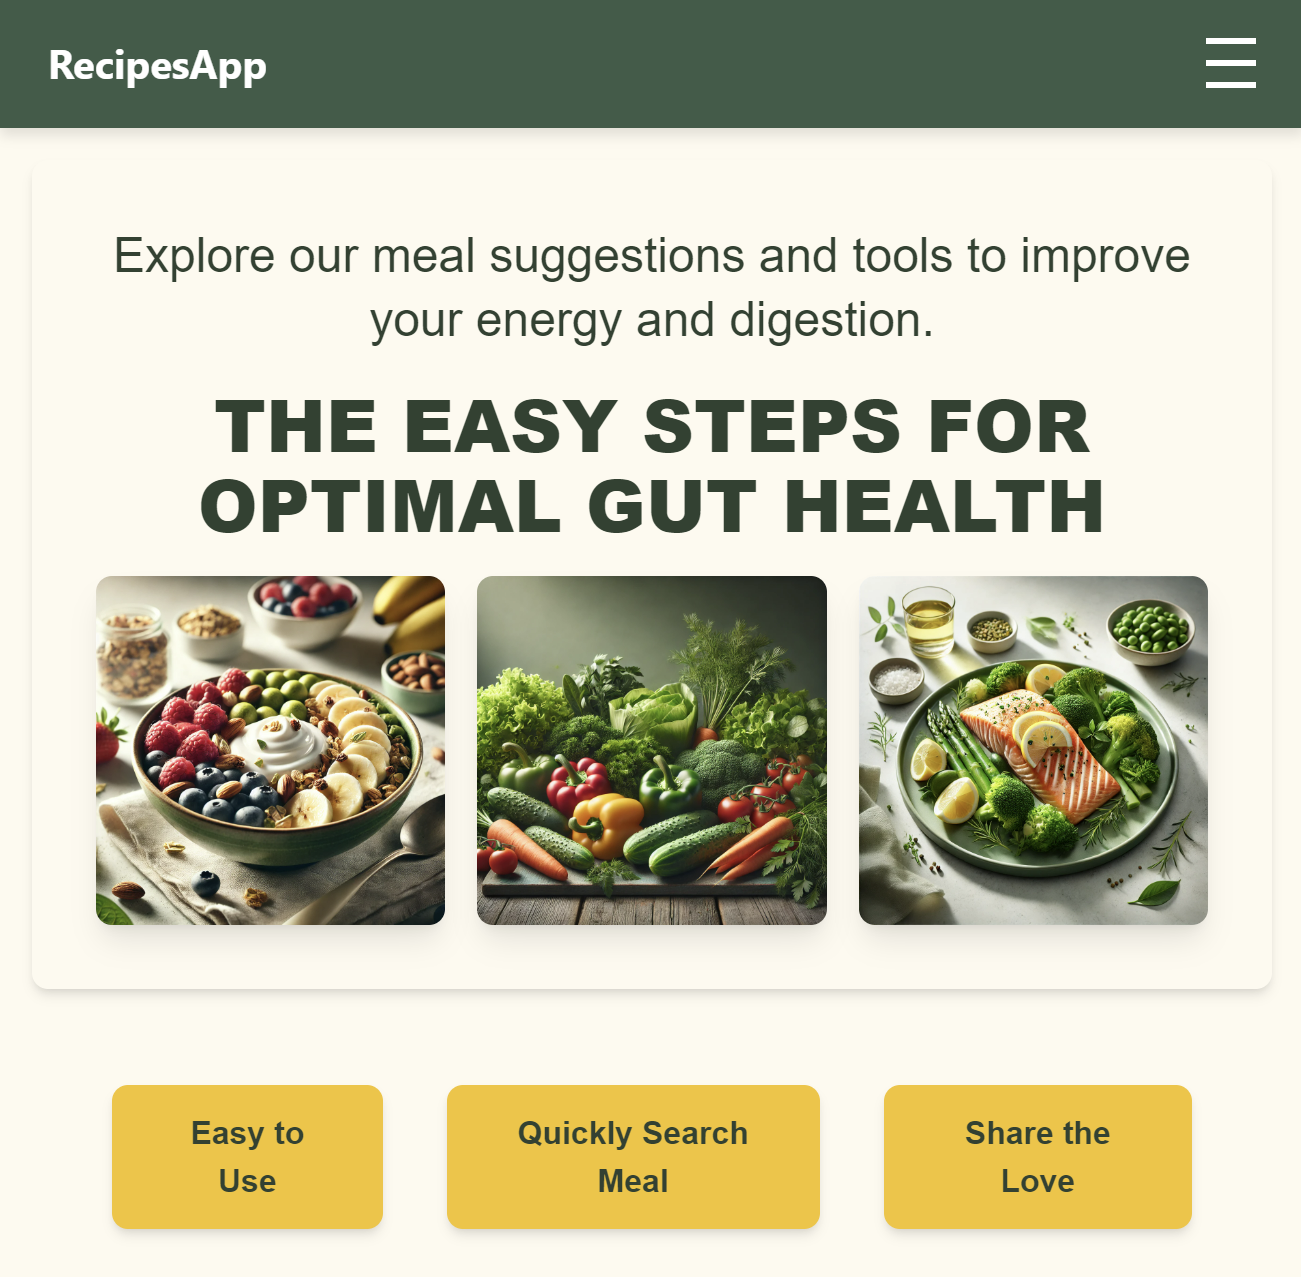 RecipesApp
Explore our meal suggestions and tools to improve
your energy and digestion.
THE EASY STEPS FOR
OPTIMAL GUT HEALTH
Easy to
Use
Quickly Search
Meal
Share the
Love